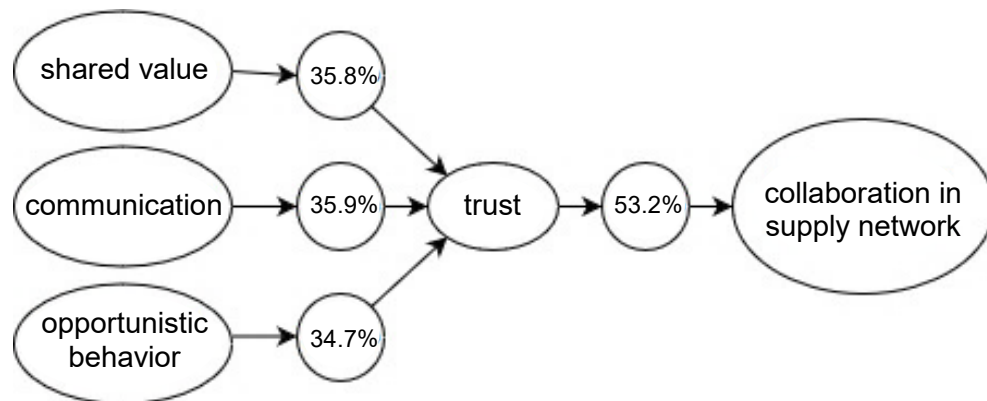 shared value
35.8%
communication
35.9%
trust
53.2%
collaboration in
supply network
opportunistic
behavior
34.7%